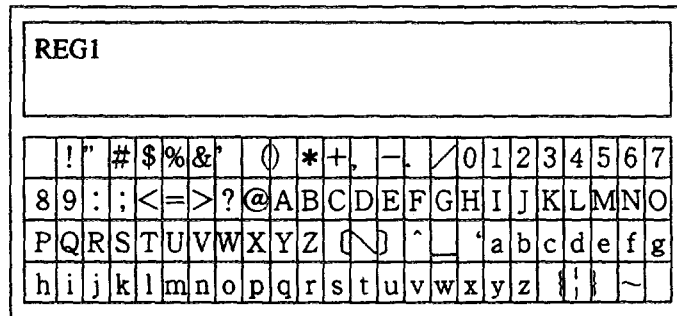 REG1
! " # $ % & ' ( ) * + , - . / 0 1 2 3 4 5 6 7
8 9 : ; < = > ? @ A B C D E F G H I J K L M N O
P Q R S T U V W X Y Z [ \ ] ^ _ ‘ a b c d e f g
h i j k l m n o p q r s t u v w x y z { ¦ } ~